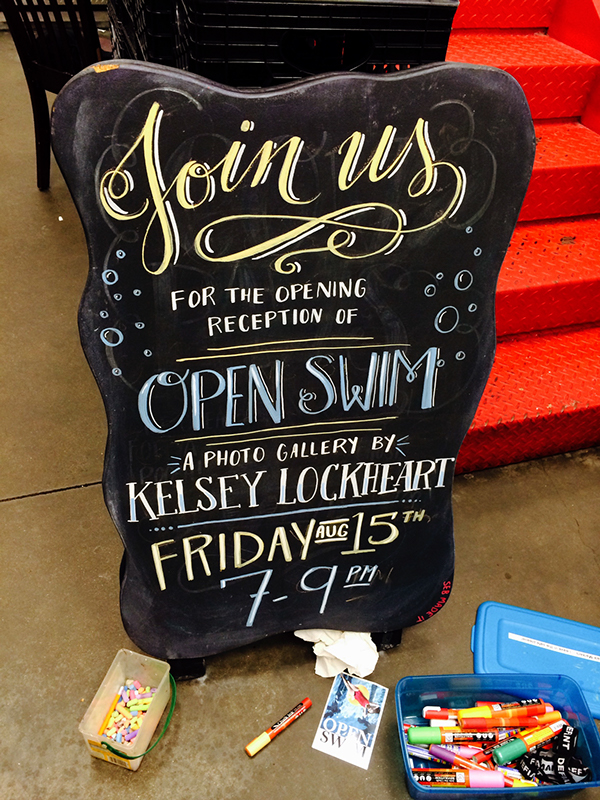 Join us
FOR THE OPENING
RECEPTION OF
OPEN SWIM
A PHOTO GALLERY BY
KELSEY LOCKHEART
FRIDAY AUG 15TH
7-9 PM
OPEN
SWIM